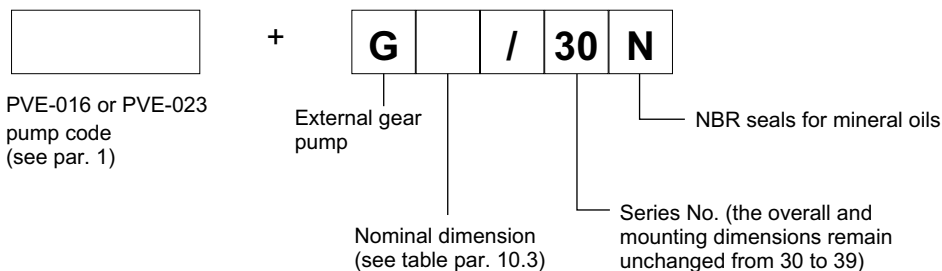 + G / 30 N
PVE-016 or PVE-023
pump code
(see par. 1)
External gear
pump
NBR seals for mineral oils
Nominal dimension
(see table par. 10.3)
Series No. (the overall and
mounting dimensions remain
unchanged from 30 to 39)